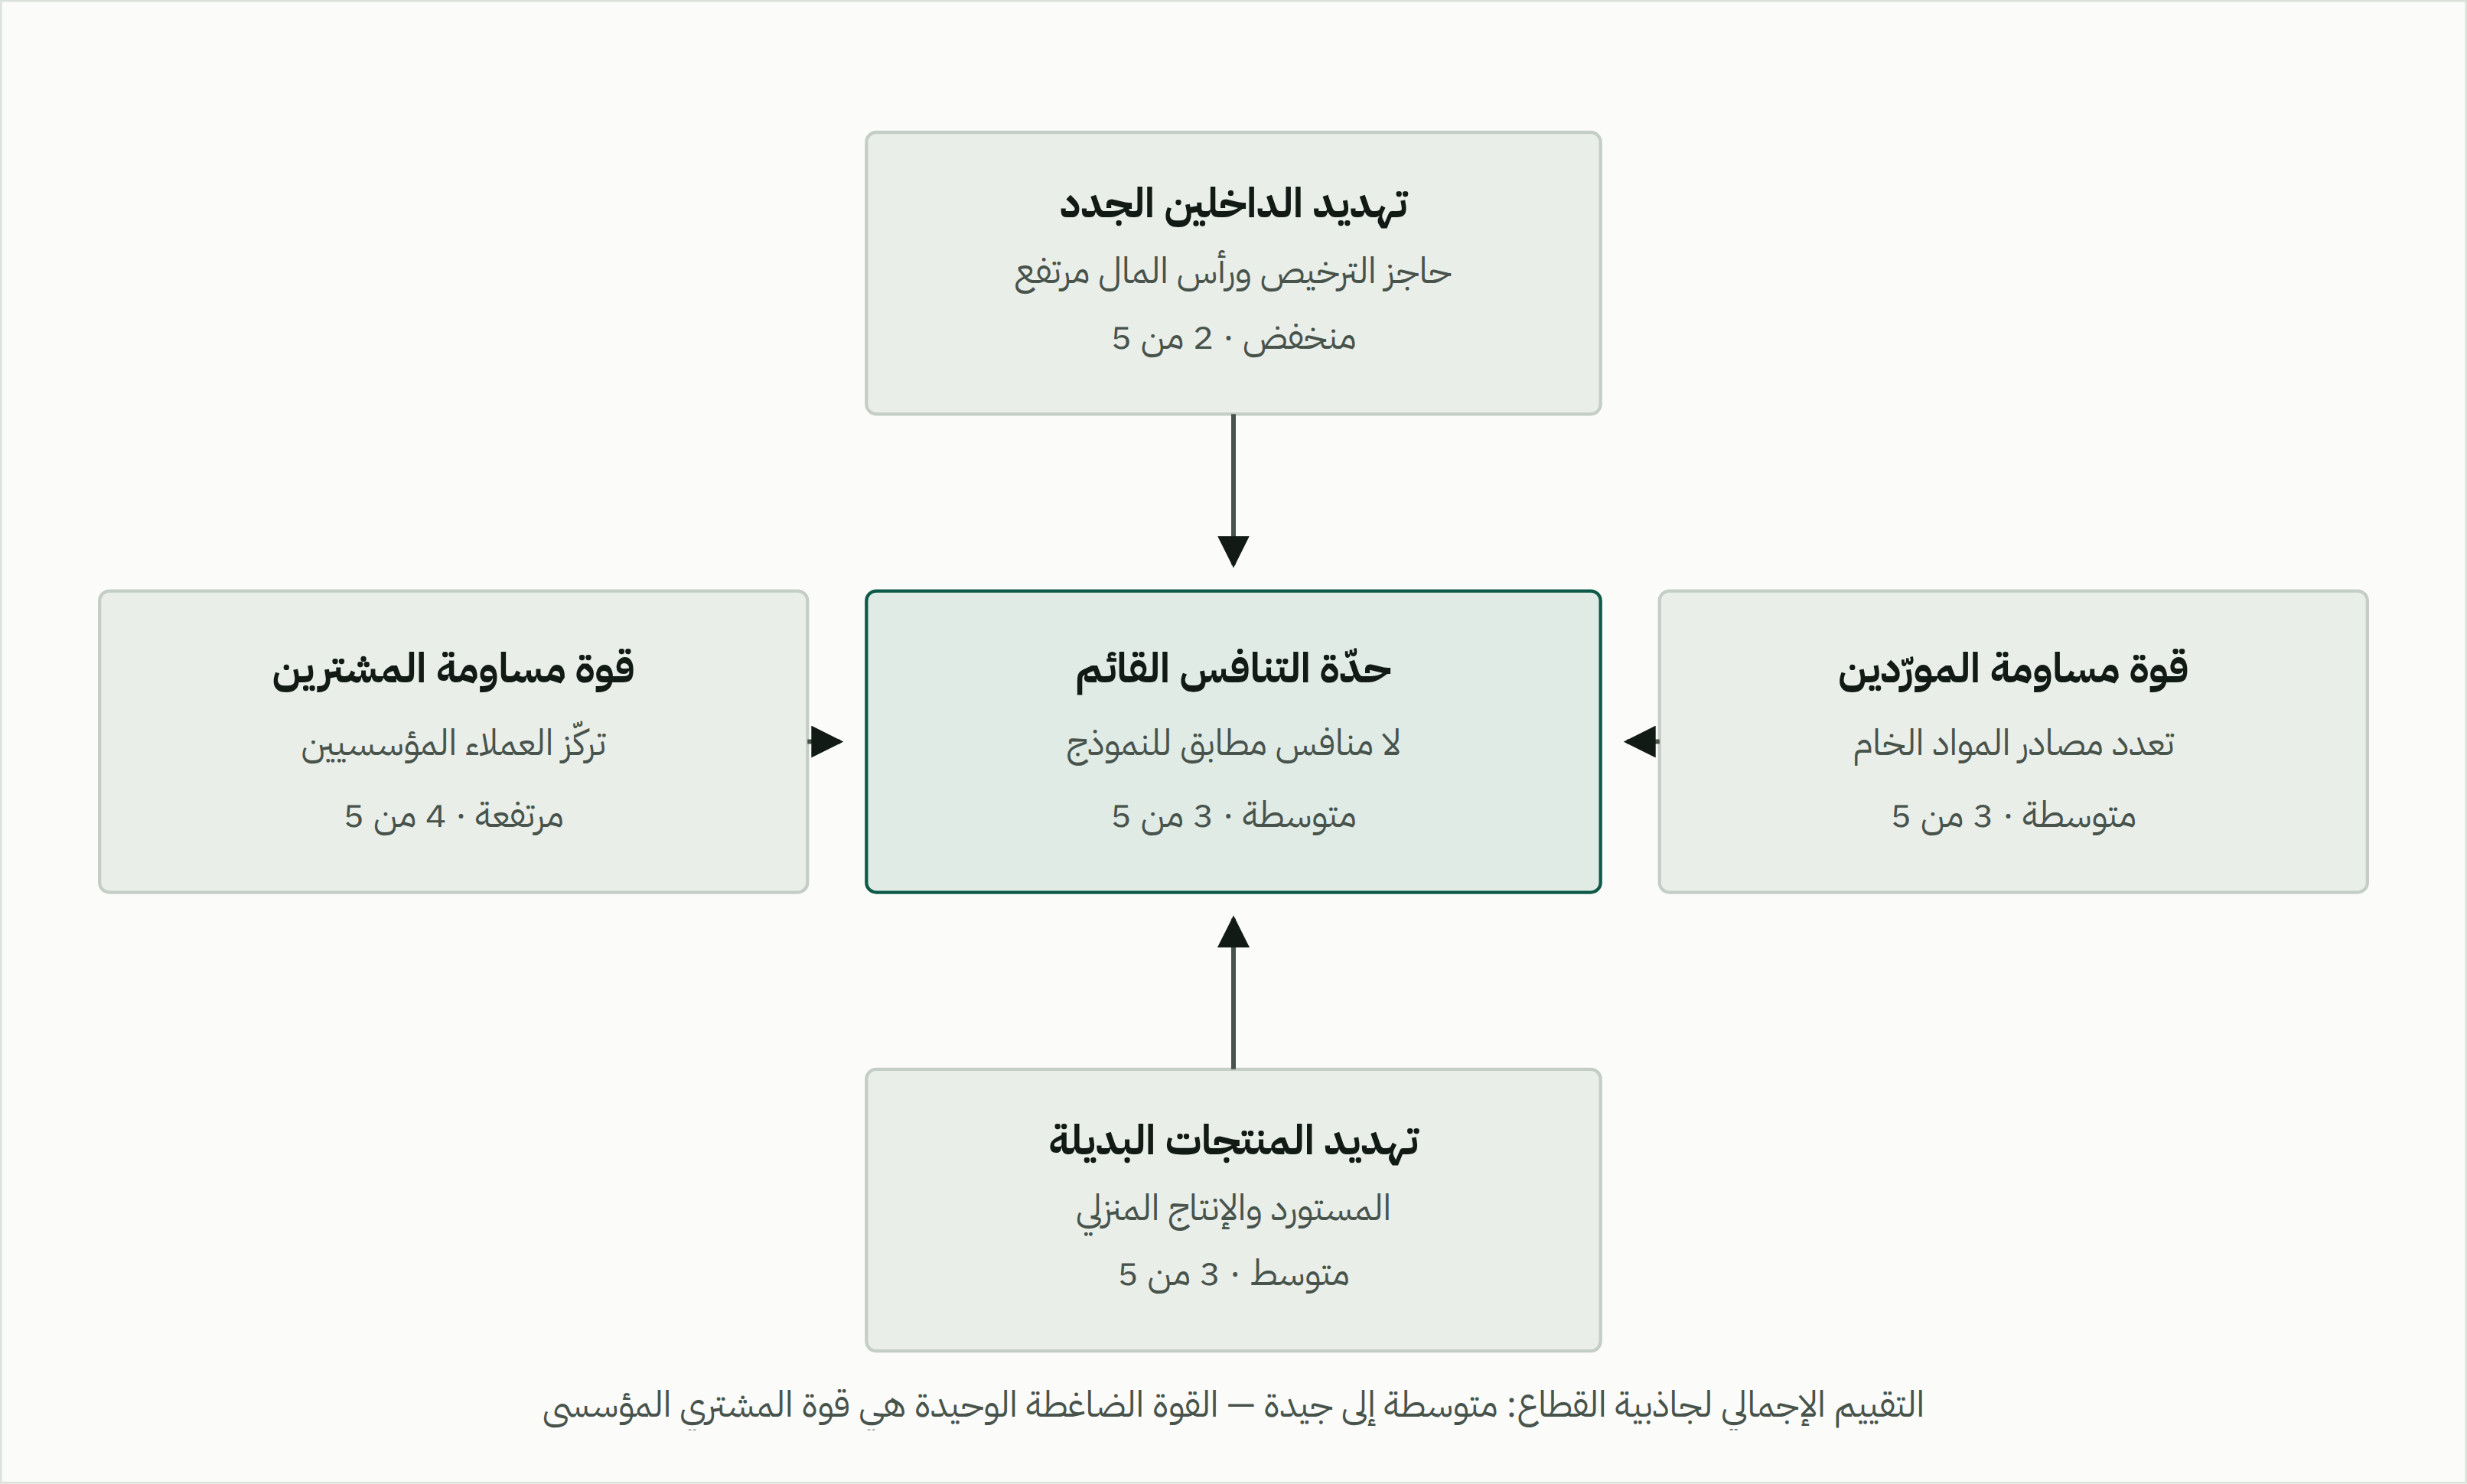 تهديد الداخلين الجدد
حاجز الترخيص ورأس المال مرتفع
منخفض · 2 من 5
قوة مساومة المورّدين
تعدد مصادر المواد الخام
متوسطة · 3 من 5
حدّة التنافس القائم
لا منافس مطابق للنموذج
متوسطة · 3 من 5
قوة مساومة المشترين
تركّز العملاء المؤسسيين
مرتفعة · 4 من 5
تهديد المنتجات البديلة
المستورد والإنتاج المنزلي
متوسط · 3 من 5
التقييم الإجمالي لجاذبية القطاع: متوسطة إلى جيدة — القوة الضاغطة الوحيدة هي قوة المشتري المؤسسي